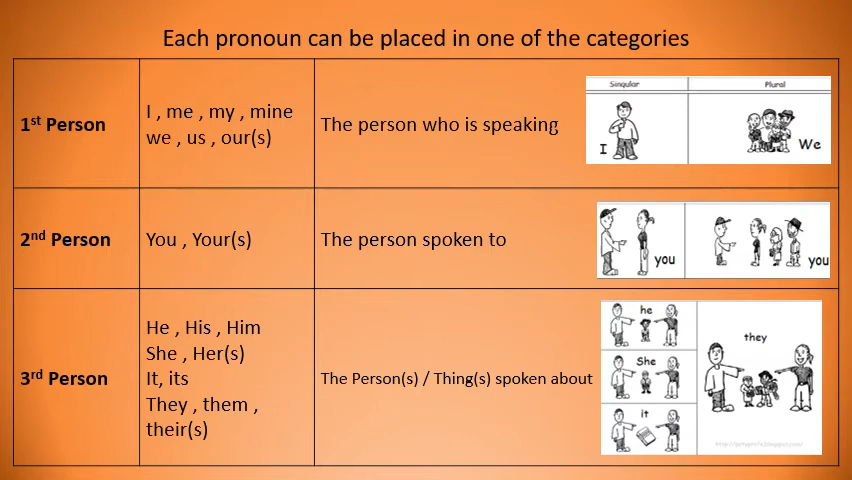 Each pronoun can be placed in one of the categories
1st Person
I , me , my , mine
we , us , our(s)
The person who is speaking
Singular
Plural
I
We
2nd Person
You , Your(s)
The person spoken to
you
you
3rd Person
He , His , Him
She , Her(s)
It, its
They , them ,
their(s)
The Person(s) / Thing(s) spoken about
he
She
it
they